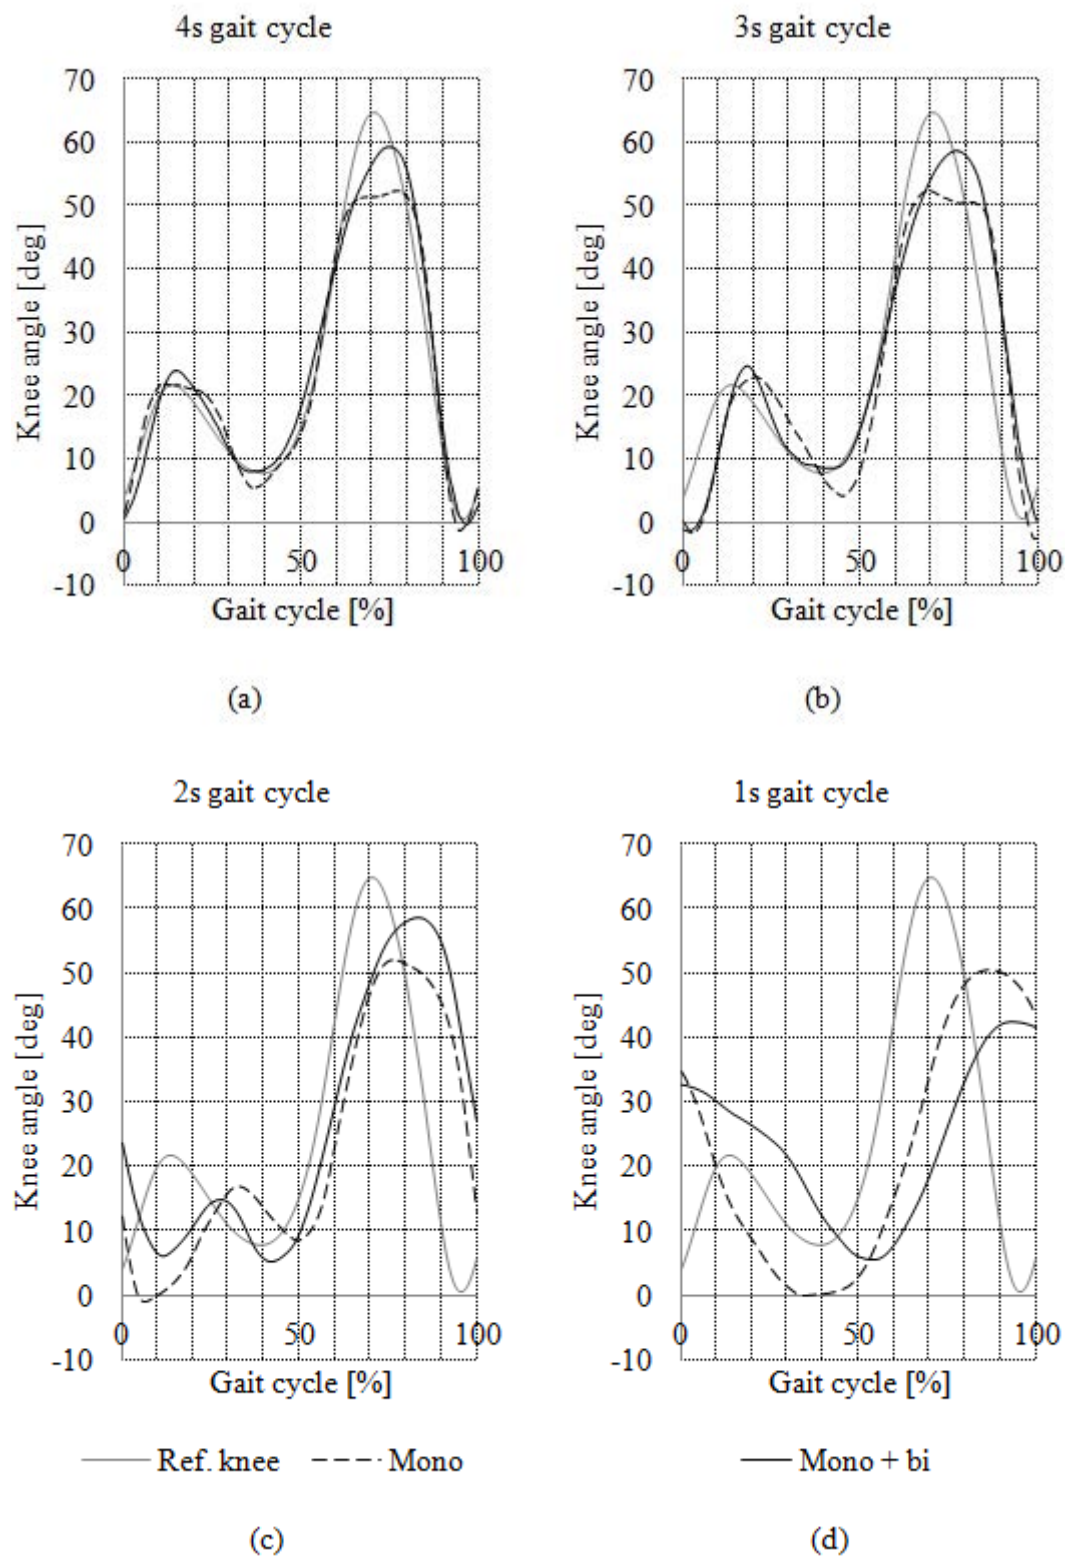 4s gait cycle
3s gait cycle
70
60
50
40
30
20
10
0
-10
0
50
100
Knee angle [deg]
Gait cycle [%]
70
60
50
40
30
20
10
0
-10
0
50
100
Knee angle [deg]
Gait cycle [%]
(a)
(b)
2s gait cycle
1s gait cycle
70
60
50
40
30
20
10
0
-10
0
50
100
Knee angle [deg]
Gait cycle [%]
70
60
50
40
30
20
10
0
-10
0
50
100
Knee angle [deg]
Gait cycle [%]
Ref. knee
Mono
Mono + bi
(c)
(d)